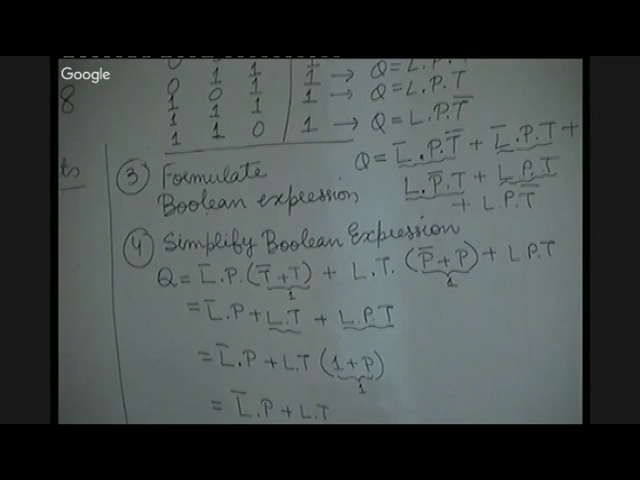 Google
0 1 1 1 → Q = L̅.P.T
1 0 1 1 → Q = L.P̅.T
8
1 1 1
1 1 0 1 → Q = L.P.T̅
ts
③ Formulate
Boolean expression
Q = L̅.P.T̅ + L̅.P.T +
L.P̅.T + L.P.T
+ L.P.T̅
④ Simplify Boolean Expression
Q = L̅.P.(T̅+T) + L.T.(P̅+P) + L.P.T
1 1
= L̅.P + L.T + L.P.T
= L̅.P + L.T (1+P)
1
= L̅.P + L.T